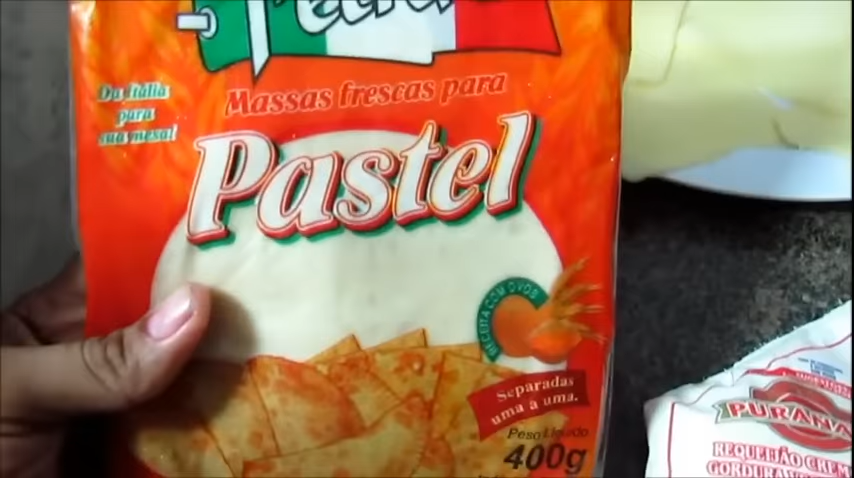 Da Itália
para
sua mesa!
Massas frescas para
Pastel
RECEITA COM OVOS
Separadas
uma a uma.
Peso Líquido
400g
PURANA
REQUEIJÃO CREM